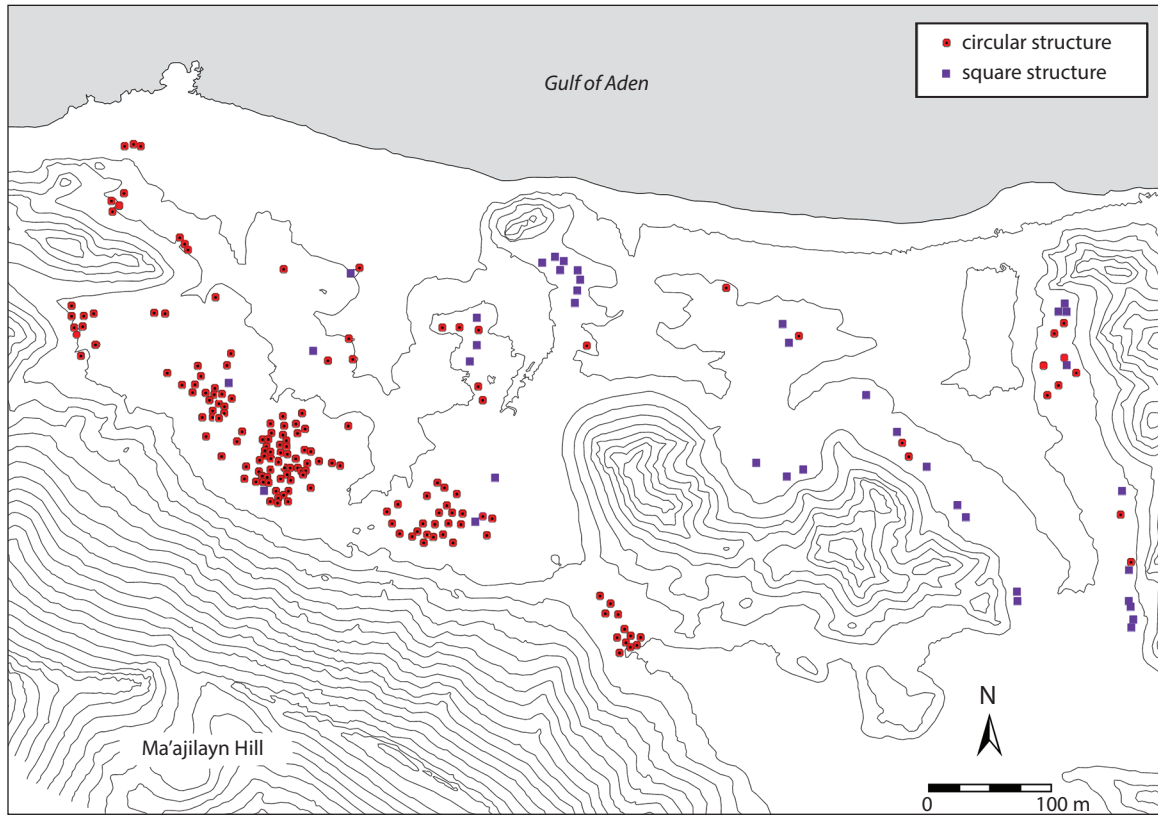 circular structure
square structure
Gulf of Aden
Ma'ajilayn Hill
N
0 100 m